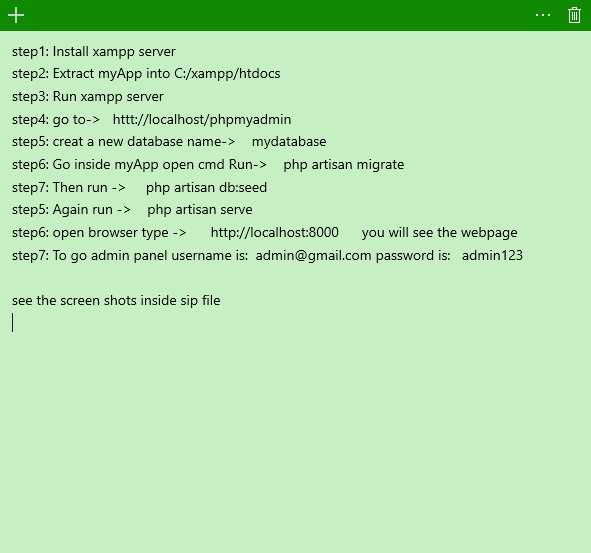 step1: Install xampp server
step2: Extract myApp into C:/xampp/htdocs
step3: Run xampp server
step4: go to-> httt://localhost/phpmyadmin
step5: creat a new database name-> mydatabase
step6: Go inside myApp open cmd Run-> php artisan migrate
step7: Then run -> php artisan db:seed
step5: Again run -> php artisan serve
step6: open browser type -> http://localhost:8000 you will see the webpage
step7: To go admin panel username is: admin@gmail.com password is: admin123
see the screen shots inside sip file